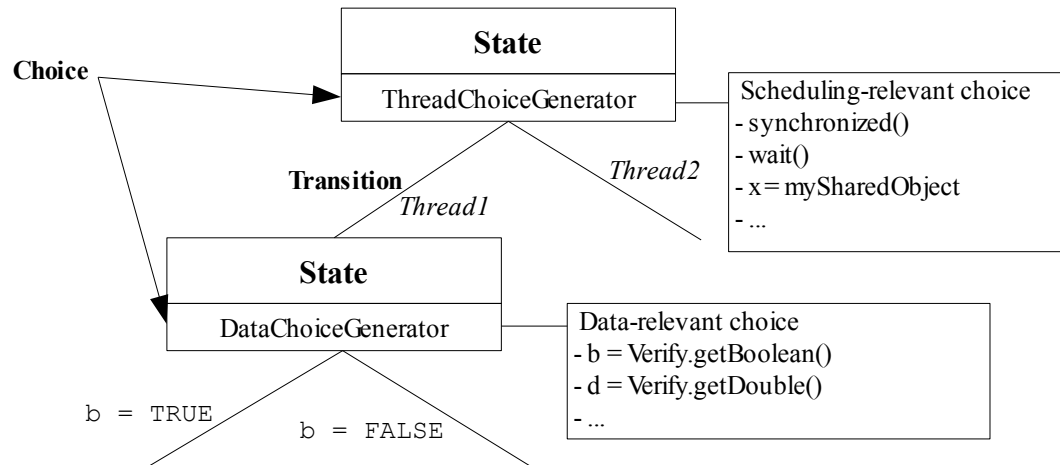 State
Choice
ThreadChoiceGenerator
Scheduling-relevant choice
- synchronized()
- wait()
- x = mySharedObject
- ...
Transition
Thread1
Thread2
State
DataChoiceGenerator
Data-relevant choice
- b = Verify.getBoolean()
- d = Verify.getDouble()
- ...
b = TRUE
b = FALSE